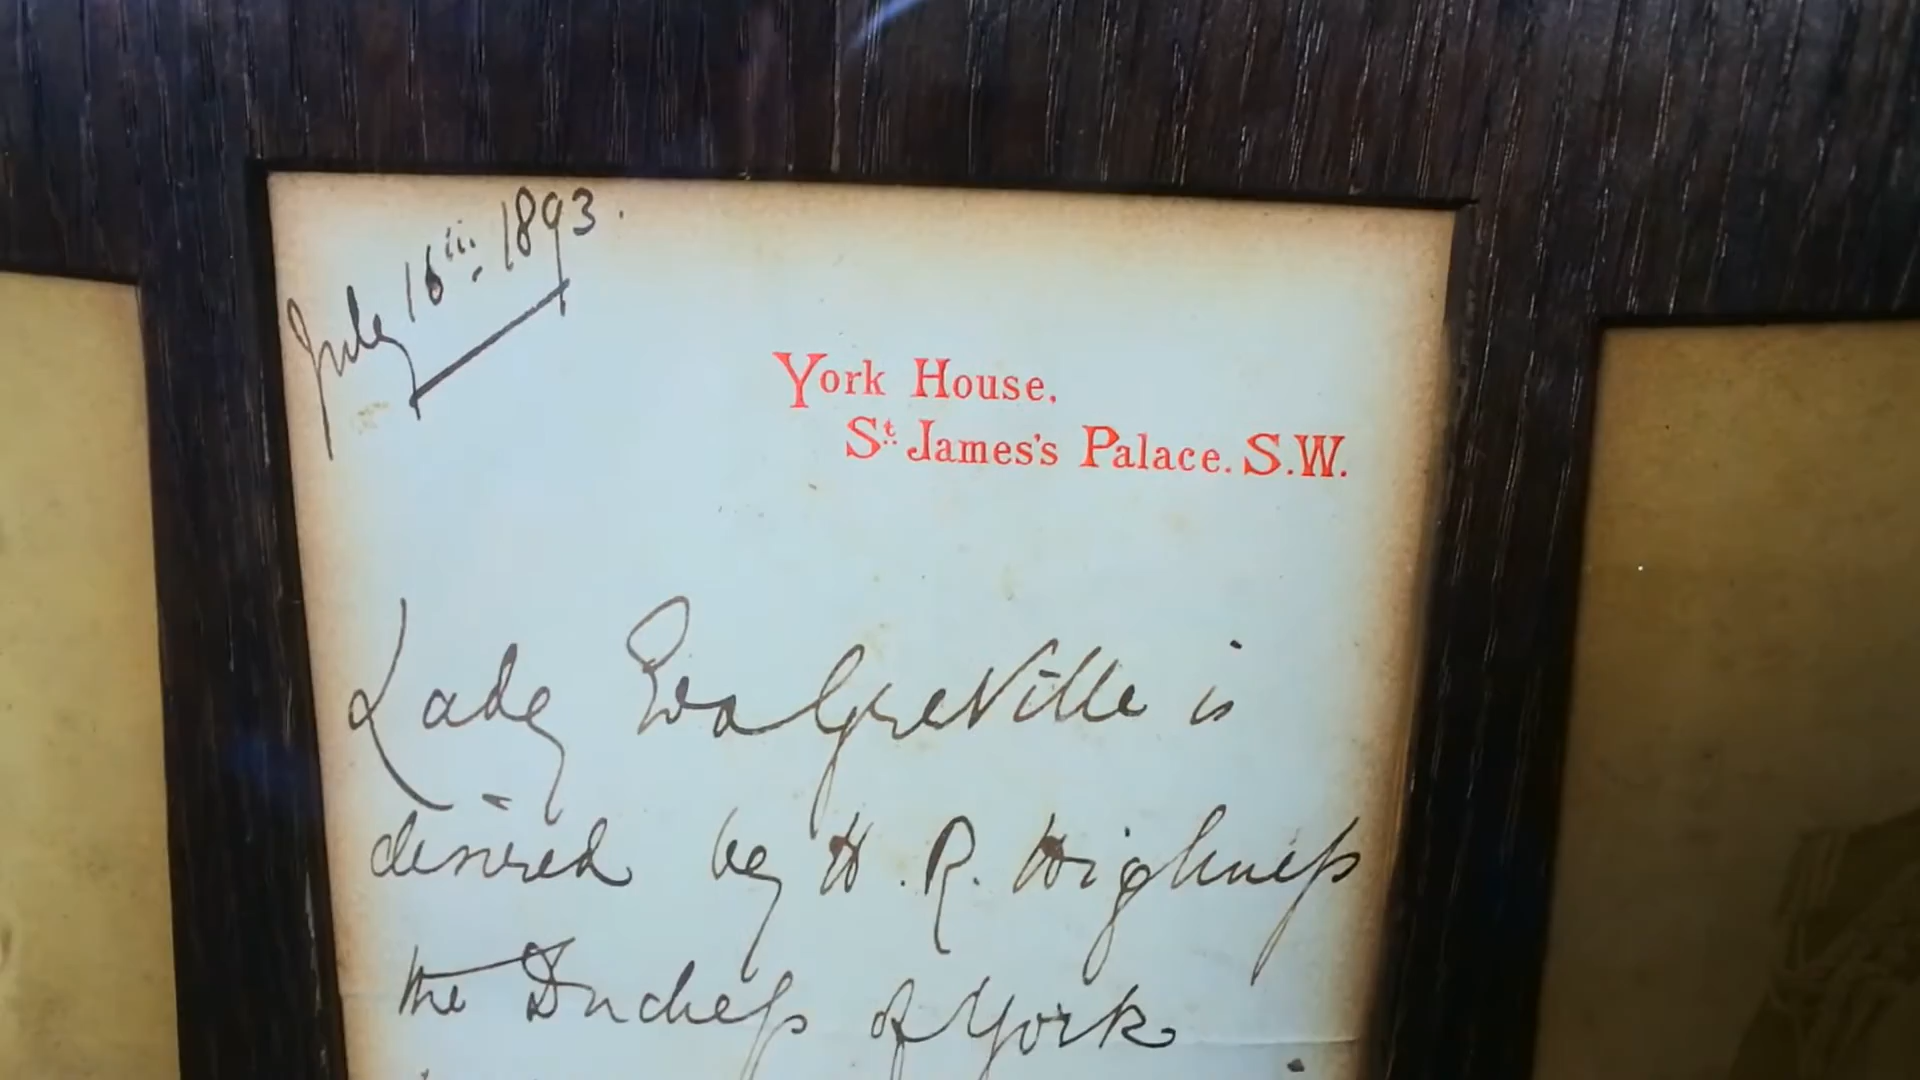 July 16th 1893.
York House.
St. James's Palace. S.W.
Lady Eva Greville is
desired by H. R. Highness
the Duchess of York